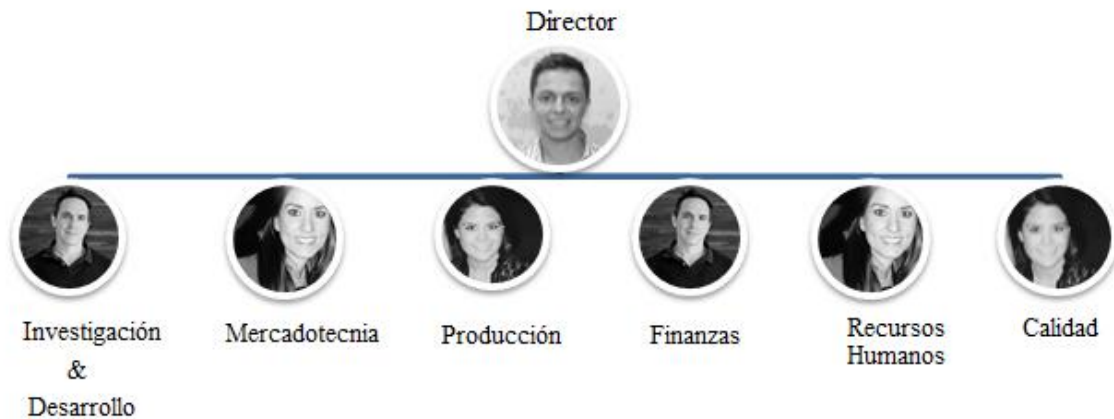 Director
Investigación
&
Desarrollo
Mercadotecnia
Producción
Finanzas
Recursos
Humanos
Calidad